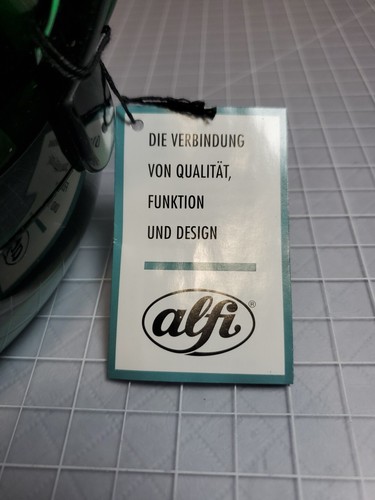 DIE VERBINDUNG
VON QUALITÄT,
FUNKTION
UND DESIGN
alfi®